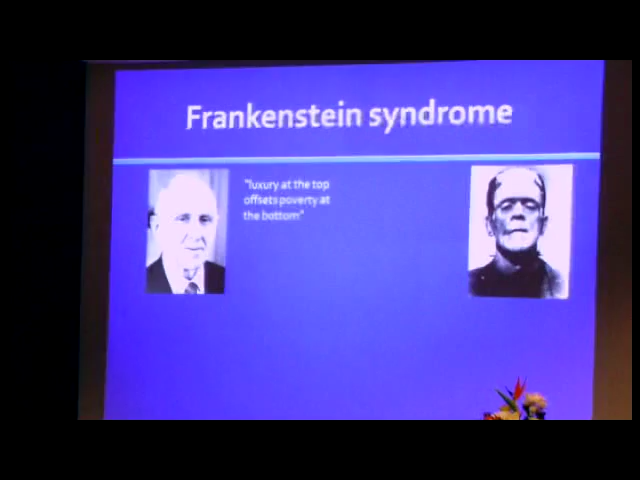 Frankenstein syndrome
"luxury at the top
offsets poverty at
the bottom"